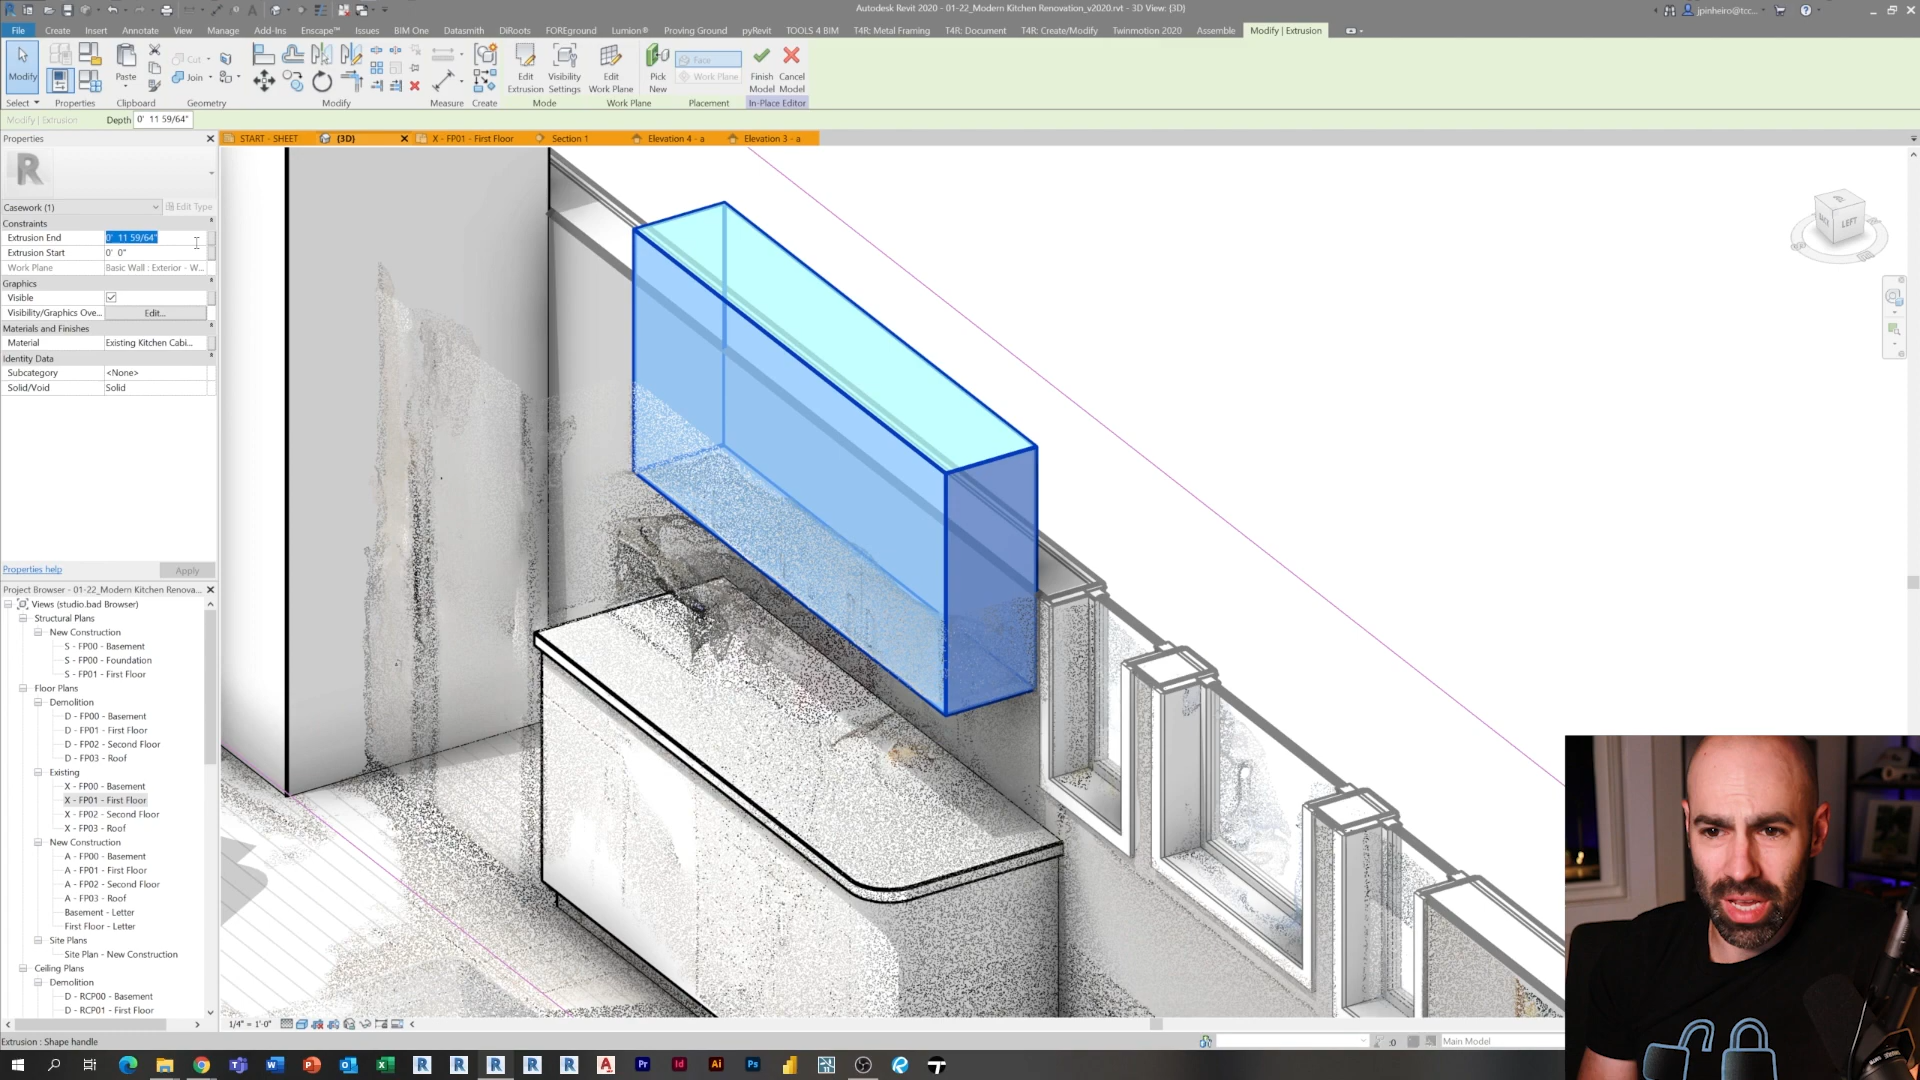 Autodesk Revit 2020 - 01-22_Modern Kitchen Renovation_v2020.rvt - 3D View: {3D}
jpinheiro@tcc...
File Create Insert Annotate View Manage Add-Ins Enscape™ Issues BIM One Datasmith DiRoots FOREground Lumion® Proving Ground pyRevit TOOLS 4 BIM T4R: Metal Framing T4R: Document T4R: Create/Modify Twinmotion 2020 Assemble Modify | Extrusion
Modify
Paste
Cut
Join
Edit Extrusion
Visibility Settings
Edit Work Plane
Pick New
Face
Work Plane
Finish Model
Cancel Model
Select Properties Clipboard Geometry Modify Measure Create Mode Work Plane Placement In-Place Editor
Modify | Extrusion Depth 0' 11 59/64"
Properties
START - SHEET {3D} X - FP01 - First Floor Section 1 Elevation 4 - a Elevation 3 - a
Casework (1) Edit Type
Constraints
Extrusion End 0' 11 59/64"
Extrusion Start 0' 0"
Work Plane Basic Wall : Exterior - W...
Graphics
Visible
Visibility/Graphics Ove... Edit...
Materials and Finishes
Material Existing Kitchen Cabi...
Identity Data
Subcategory <None>
Solid/Void Solid
Properties help Apply
Project Browser - 01-22_Modern Kitchen Renova...
Views (studio.bad Browser)
Structural Plans
New Construction
S - FP00 - Basement
S - FP00 - Foundation
S - FP01 - First Floor
Floor Plans
Demolition
D - FP00 - Basement
D - FP01 - First Floor
D - FP02 - Second Floor
D - FP03 - Roof
Existing
X - FP00 - Basement
X - FP01 - First Floor
X - FP02 - Second Floor
X - FP03 - Roof
New Construction
A - FP00 - Basement
A - FP01 - First Floor
A - FP02 - Second Floor
A - FP03 - Roof
Basement - Letter
First Floor - Letter
Site Plans
Site Plan - New Construction
Ceiling Plans
Demolition
D - RCP00 - Basement
D - RCP01 - First Floor
LEFT
1/4" = 1'-0"
Extrusion : Shape handle
:0
Main Model